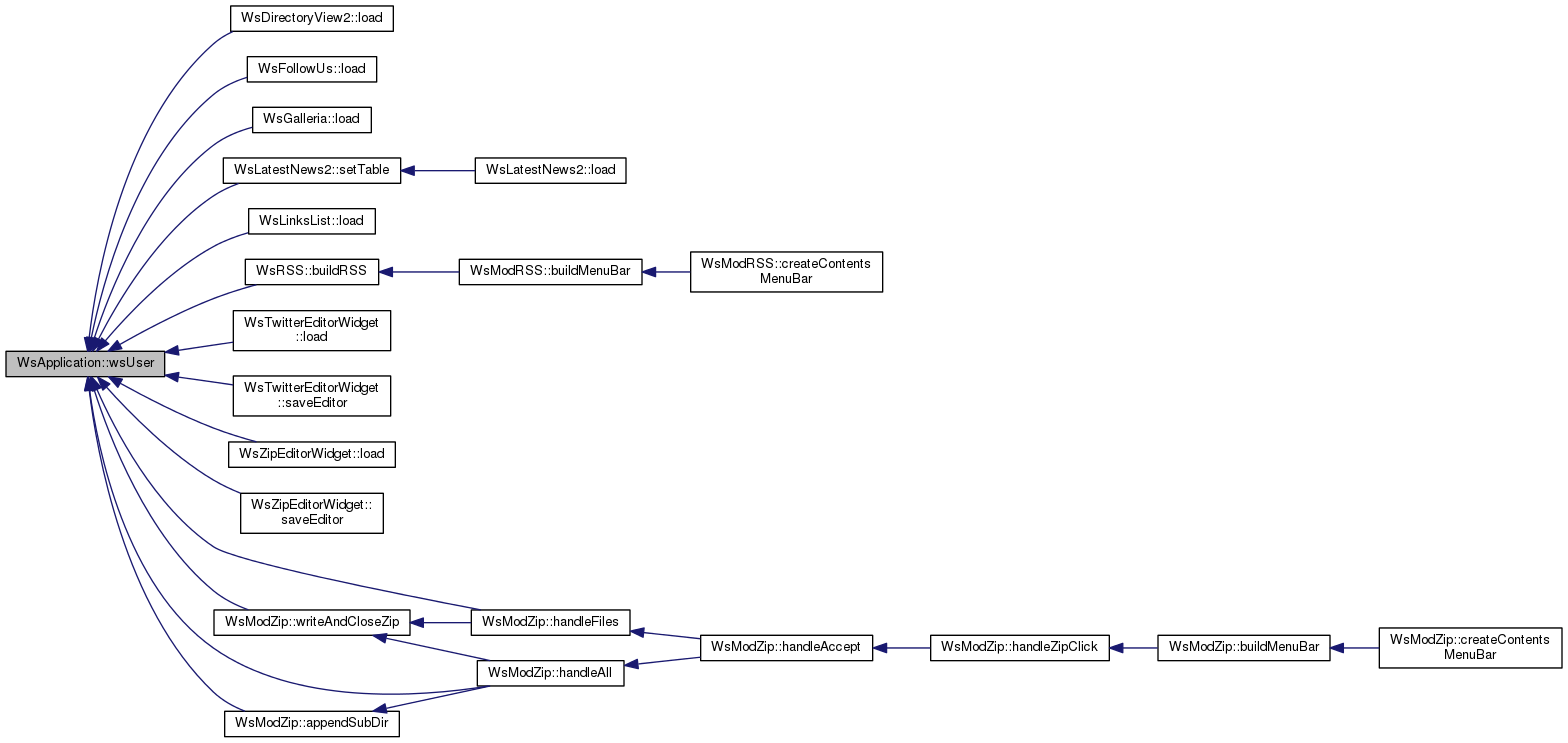 WsDirectoryView2::load
WsFollowUs::load
WsGalleria::load
WsLatestNews2::setTable
WsLatestNews2::load
WsLinksList::load
WsRSS::buildRSS
WsModRSS::buildMenuBar
WsModRSS::createContents
MenuBar
WsTwitterEditorWidget
::load
WsApplication::wsUser
WsTwitterEditorWidget
::saveEditor
WsZipEditorWidget::load
WsZipEditorWidget::
saveEditor
WsModZip::writeAndCloseZip
WsModZip::handleFiles
WsModZip::handleAll
WsModZip::handleAccept
WsModZip::handleZipClick
WsModZip::buildMenuBar
WsModZip::createContents
MenuBar
WsModZip::appendSubDir